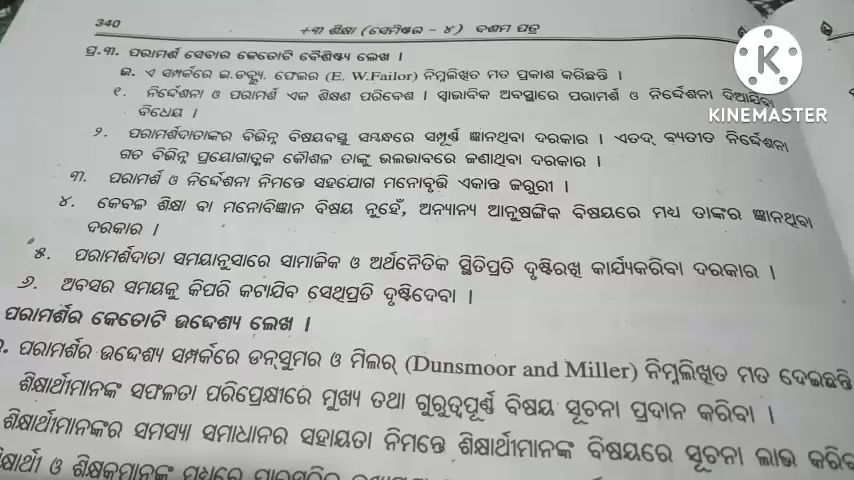 340
+୩ ଶିକ୍ଷା (ସେମିଷ୍ଟର - ୪) ଦଶମ ପତ୍ର
KINEMASTER
ପ୍ର.୩. ପରାମର୍ଶ ସେବାର କେତୋଟି ବୈଶିଷ୍ଟ୍ୟ ଲେଖ ।
ଉ. ଏ ସମ୍ପର୍କରେ ଇ.ଡବ୍ଲ୍ୟୁ. ଫେଲର (E. W.Failor) ନିମ୍ନଲିଖିତ ମତ ପ୍ରକାଶ କରିଛନ୍ତି ।
୧. ନିର୍ଦ୍ଦେଶନା ଓ ପରାମର୍ଶ ଏକ ଶିକ୍ଷଣ ପରିବେଶ । ସ୍ବାଭାବିକ ଅବସ୍ଥାରେ ପରାମର୍ଶ ଓ ନିର୍ଦ୍ଦେଶନା ଦିଆଯିବା
ବିଧେୟ ।
୨. ପରାମର୍ଶଦାତାଙ୍କର ବିଭିନ୍ନ ବିଷୟବସ୍ତୁ ସମ୍ବନ୍ଧରେ ସମ୍ପୂର୍ଣ୍ଣ ଜ୍ଞାନଥିବା ଦରକାର । ଏତଦ୍ ବ୍ୟତୀତ ନିର୍ଦ୍ଦେଶନା
ଗତ ବିଭିନ୍ନ ପ୍ରୟୋଗାତ୍ମକ କୌଶଳ ତାଙ୍କୁ ଭଲଭାବରେ ଜଣାଥିବା ଦରକାର ।
୩. ପରାମର୍ଶ ଓ ନିର୍ଦ୍ଦେଶନା ନିମନ୍ତେ ସହଯୋଗ ମନୋବୃତ୍ତି ଏକାନ୍ତ ଜରୁରୀ ।
୪. କେବଳ ଶିକ୍ଷା ବା ମନୋବିଜ୍ଞାନ ବିଷୟ ନୁହେଁ, ଅନ୍ୟାନ୍ୟ ଆନୁଷଙ୍ଗିକ ବିଷୟରେ ମଧ୍ୟ ତାଙ୍କର ଜ୍ଞାନଥିବା
ଦରକାର ।
୫. ପରାମର୍ଶଦାତା ସମୟାନୁସାରେ ସାମାଜିକ ଓ ଅର୍ଥନୈତିକ ସ୍ଥିତିପ୍ରତି ଦୃଷ୍ଟିରଖି କାର୍ଯ୍ୟକରିବା ଦରକାର ।
୬. ଅବସର ସମୟକୁ କିପରି କଟାଯିବ ସେଥିପ୍ରତି ଦୃଷ୍ଟିଦେବା ।
ପରାମର୍ଶର କେତୋଟି ଉଦ୍ଦେଶ୍ୟ ଲେଖ ।
ପରାମର୍ଶର ଉଦ୍ଦେଶ୍ୟ ସମ୍ପର୍କରେ ଡନ୍‌ସୁମର ଓ ମିଲର୍ (Dunsmoor and Miller) ନିମ୍ନଲିଖିତ ମତ ଦେଇଛନ୍ତି
ଶିକ୍ଷାର୍ଥୀମାନଙ୍କ ସଫଳତା ପରିପ୍ରେକ୍ଷୀରେ ମୁଖ୍ୟ ତଥା ଗୁରୁତ୍ୱପୂର୍ଣ୍ଣ ବିଷୟ ସୂଚନା ପ୍ରଦାନ କରିବା ।
ଶିକ୍ଷାର୍ଥୀମାନଙ୍କର ସମସ୍ୟା ସମାଧାନର ସହାୟତା ନିମନ୍ତେ ଶିକ୍ଷାର୍ଥୀମାନଙ୍କ ବିଷୟରେ ସୂଚନା ଲାଭ
ଓ ଶିକ୍ଷକମାନଙ୍କ ମଧ୍ୟରେ